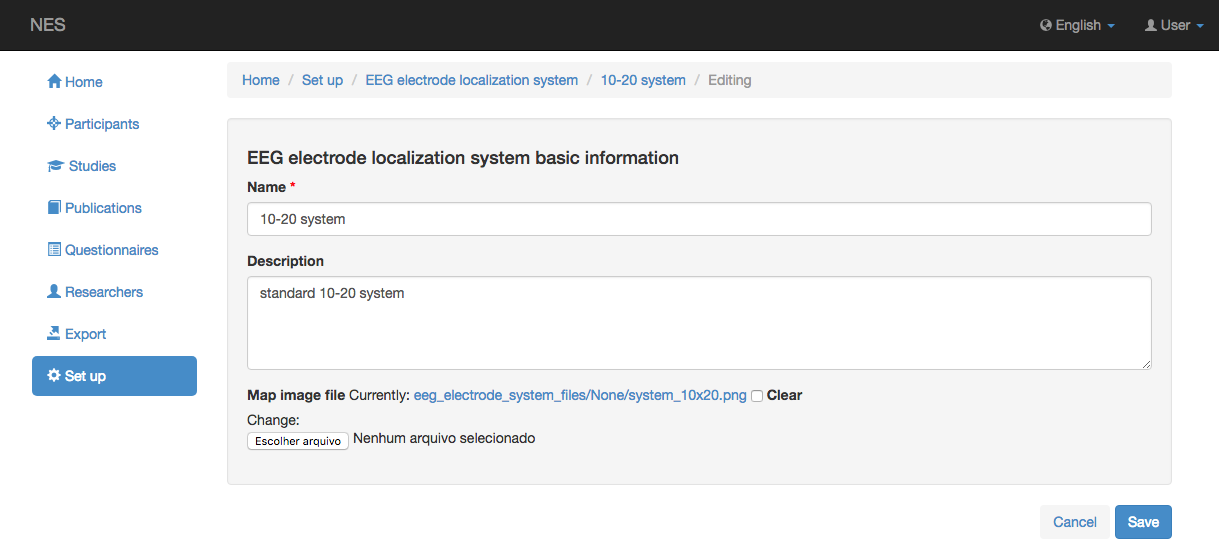 NES
English
User
Home
Participants
Studies
Publications
Questionnaires
Researchers
Export
Set up
Home / Set up / EEG electrode localization system / 10-20 system / Editing
EEG electrode localization system basic information
Name *
10-20 system
Description
standard 10-20 system
Map image file Currently: eeg_electrode_system_files/None/system_10x20.png Clear
Change:
Escolher arquivo Nenhum arquivo selecionado
Cancel Save